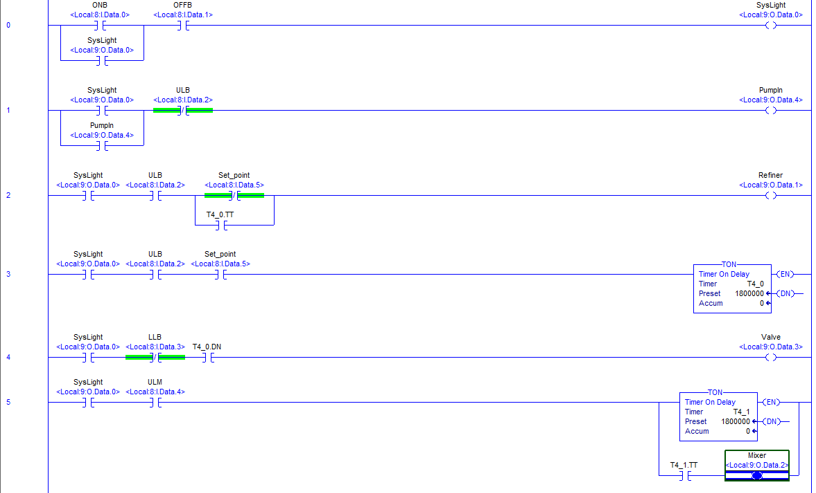 ONB OFFB SysLight
<Local:8:I.Data.0> <Local:8:I.Data.1> <Local:9:O.Data.0>
0
SysLight
<Local:9:O.Data.0>
SysLight ULB PumpIn
<Local:9:O.Data.0> <Local:8:I.Data.2> <Local:9:O.Data.4>
1
PumpIn
<Local:9:O.Data.4>
SysLight ULB Set_point Refiner
<Local:9:O.Data.0> <Local:8:I.Data.2> <Local:8:I.Data.5> <Local:9:O.Data.1>
2
T4_0.TT
SysLight ULB Set_point
<Local:9:O.Data.0> <Local:8:I.Data.2> <Local:8:I.Data.5> TON
3 Timer On Delay EN
Timer T4_0
Preset 1800000 DN
Accum 0
SysLight LLB Valve
<Local:9:O.Data.0> <Local:8:I.Data.3> T4_0.DN <Local:9:O.Data.3>
4
SysLight ULM
<Local:9:O.Data.0> <Local:8:I.Data.4> TON
5 Timer On Delay EN
Timer T4_1
Preset 1800000 DN
Accum 0
Mixer
T4_1.TT <Local:9:O.Data.2>